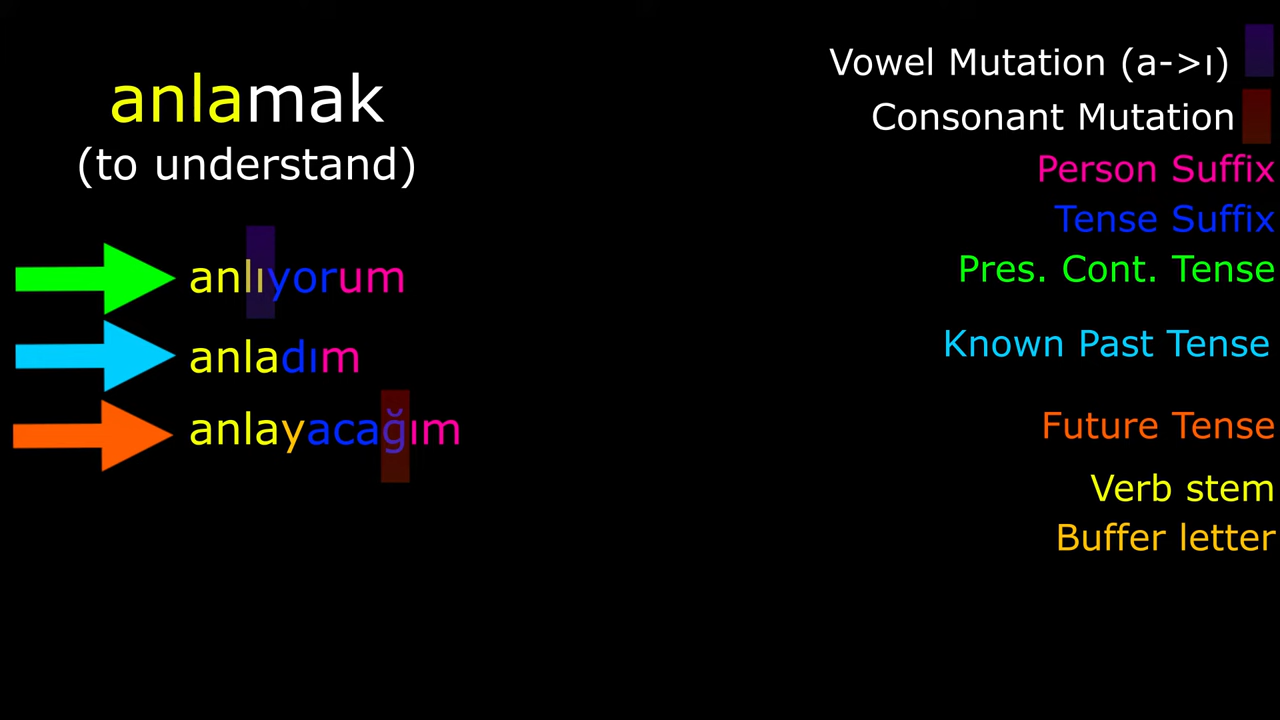 anlamak
(to understand)
anlıyorum
anladım
anlayacağım
Vowel Mutation (a->ı)
Consonant Mutation
Person Suffix
Tense Suffix
Pres. Cont. Tense
Known Past Tense
Future Tense
Verb stem
Buffer letter